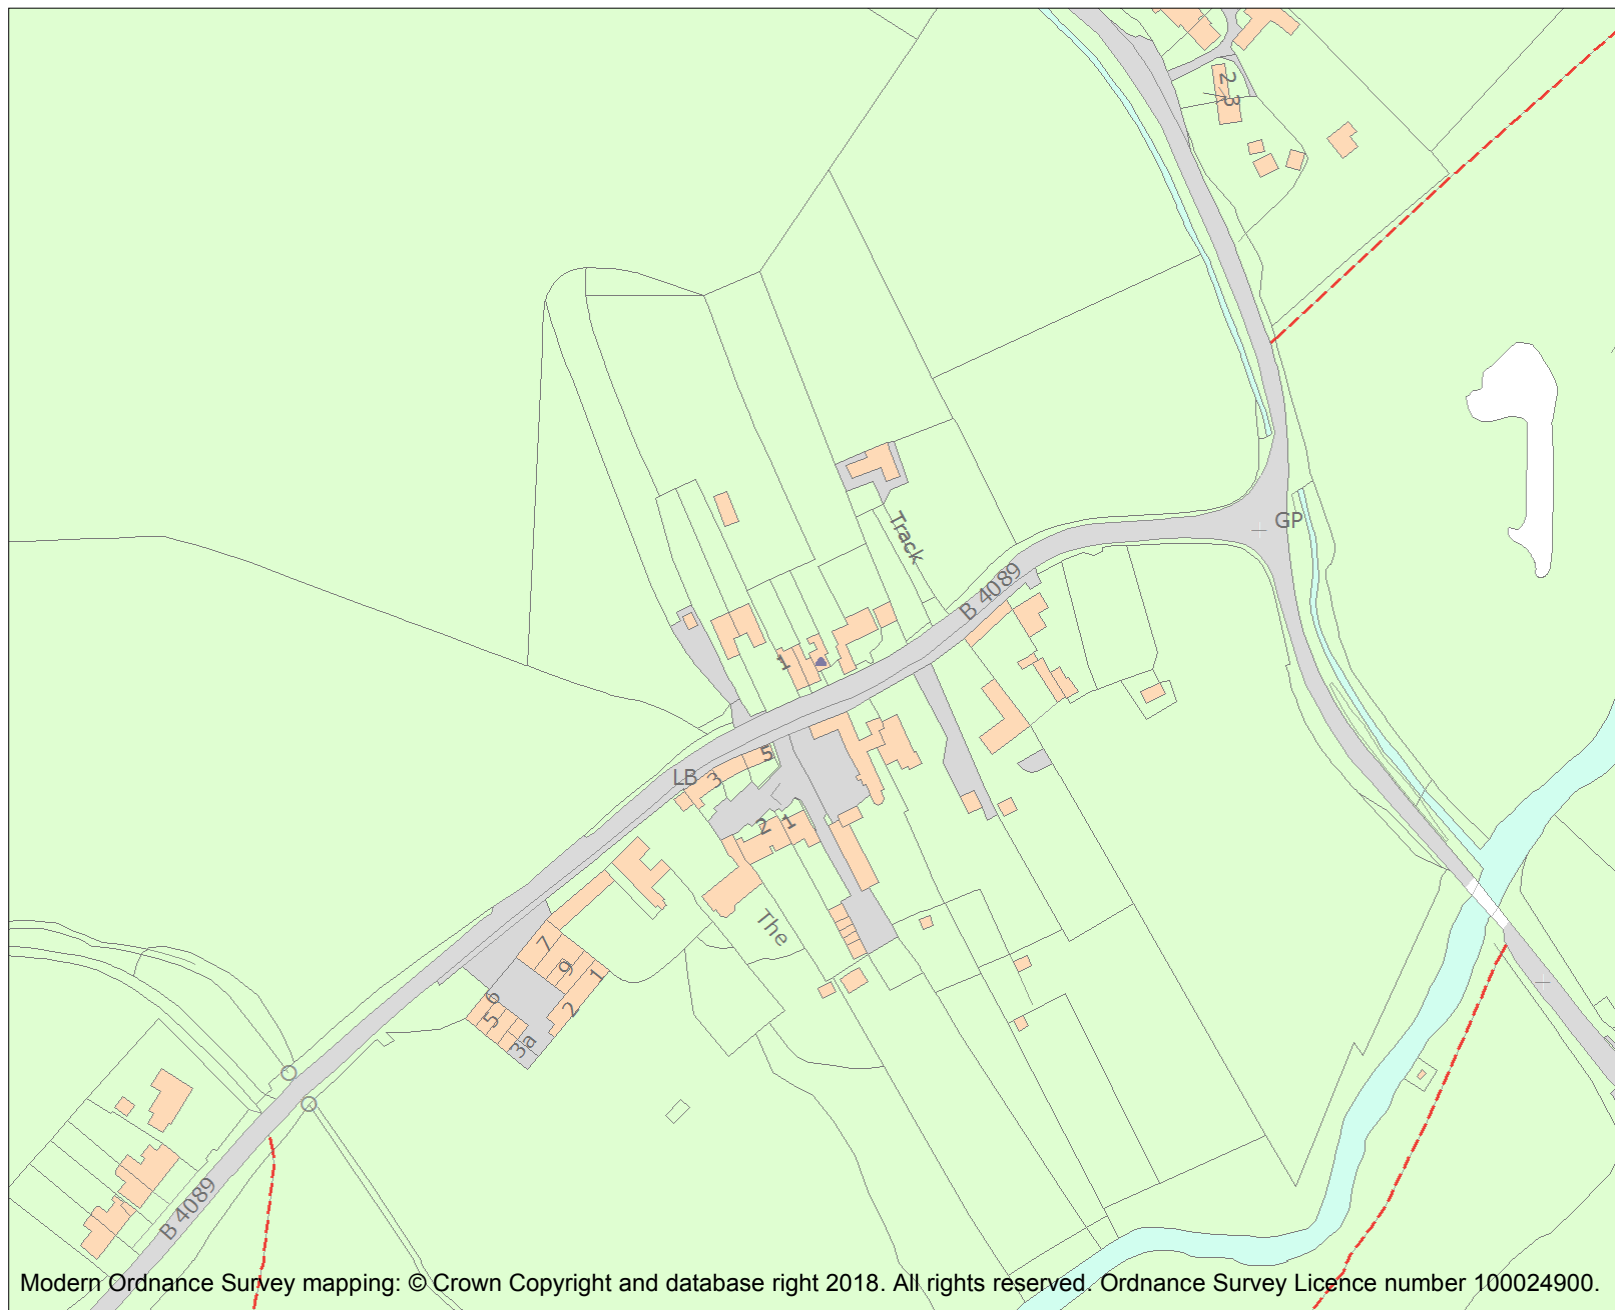 2
3
GP
Track
B 4089
1
5
LB
3
2
1
The
7
9
1
6
5
2
3a
B 4089
Modern Ordnance Survey mapping: © Crown Copyright and database right 2018. All rights reserved. Ordnance Survey Licence number 100024900.